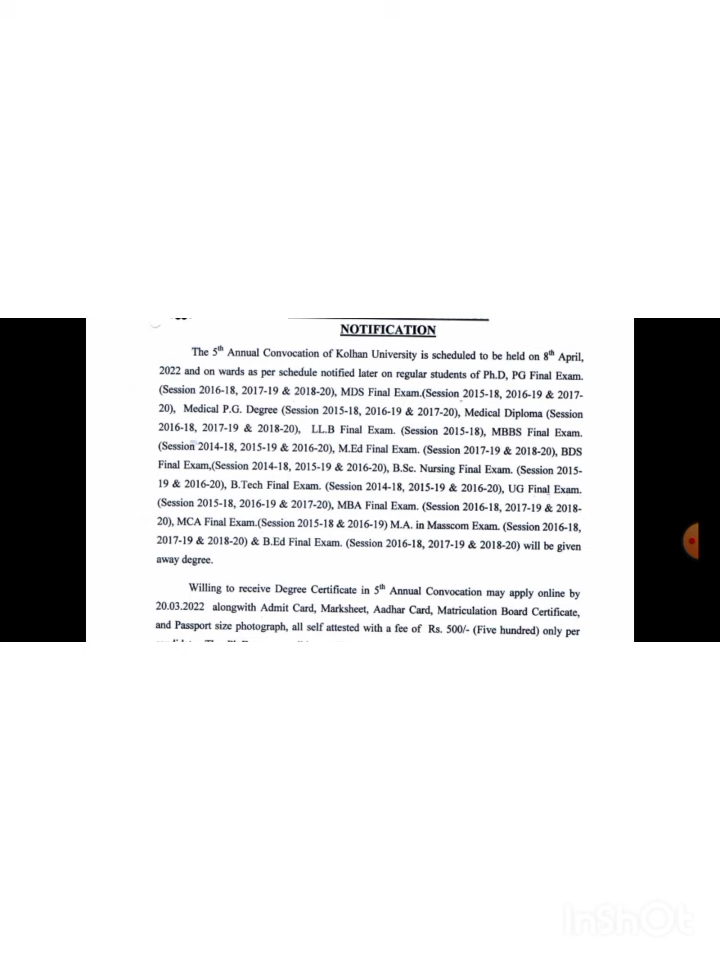 NOTIFICATION
The 5th Annual Convocation of Kolhan University is scheduled to be held on 8th April,
2022 and on wards as per schedule notified later on regular students of Ph.D, PG Final Exam.
(Session 2016-18, 2017-19 & 2018-20), MDS Final Exam.(Session 2015-18, 2016-19 & 2017-
20), Medical P.G. Degree (Session 2015-18, 2016-19 & 2017-20), Medical Diploma (Session
2016-18, 2017-19 & 2018-20), LL.B Final Exam. (Session 2015-18), MBBS Final Exam.
(Session 2014-18, 2015-19 & 2016-20), M.Ed Final Exam. (Session 2017-19 & 2018-20), BDS
Final Exam,(Session 2014-18, 2015-19 & 2016-20), B.Sc. Nursing Final Exam. (Session 2015-
19 & 2016-20), B.Tech Final Exam. (Session 2014-18, 2015-19 & 2016-20), UG Final Exam.
(Session 2015-18, 2016-19 & 2017-20), MBA Final Exam. (Session 2016-18, 2017-19 & 2018-
20), MCA Final Exam.(Session 2015-18 & 2016-19) M.A. in Masscom Exam. (Session 2016-18,
2017-19 & 2018-20) & B.Ed Final Exam. (Session 2016-18, 2017-19 & 2018-20) will be given
away degree.
Willing to receive Degree Certificate in 5th Annual Convocation may apply online by
20.03.2022 alongwith Admit Card, Marksheet, Aadhar Card, Matriculation Board Certificate,
and Passport size photograph, all self attested with a fee of Rs. 500/- (Five hundred) only per
InShOt